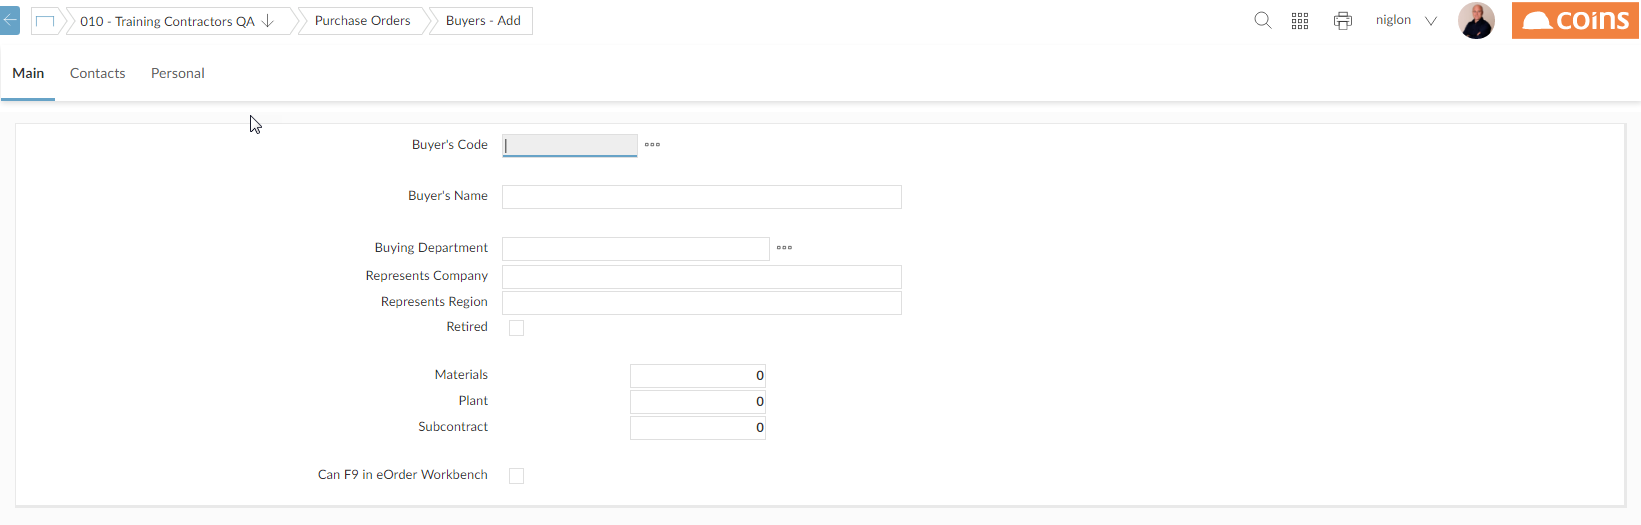 010 - Training Contractors QA
Purchase Orders
Buyers - Add
niglon
coins
Main
Contacts
Personal
Buyer's Code
Buyer's Name
Buying Department
Represents Company
Represents Region
Retired
Materials 0
Plant 0
Subcontract 0
Can F9 in eOrder Workbench